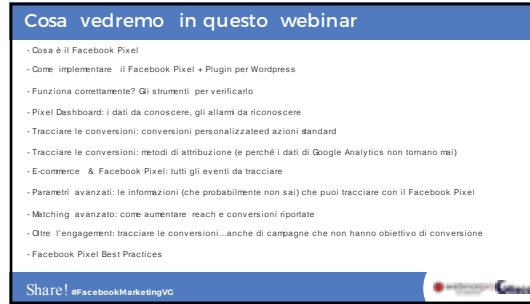 Cosa vedremo in questo webinar
- Cosa è il Facebook Pixel
- Come implementare il Facebook Pixel + Plugin per Wordpress
- Funziona correttamente? Gli strumenti per verificarlo
- Pixel Dashboard: i dati da conoscere, gli allarmi da riconoscere
- Tracciare le conversioni: conversioni personalizzateed azioni standard
- Tracciare le conversioni: metodi di attribuzione (e perché i dati di Google Analytics non tornano mai)
- E-commerce & Facebook Pixel: tutti gli eventi da tracciare
- Parametri avanzati: le informazioni (che probabilmente non sai) che puoi tracciare con il Facebook Pixel
- Matching avanzato: come aumentare reach e conversioni riportate
- Oltre l'engagement: tracciare le conversioni...anche di campagne che non hanno obiettivo di conversione
- Facebook Pixel Best Practices
Share! #FacebookMarketingVG